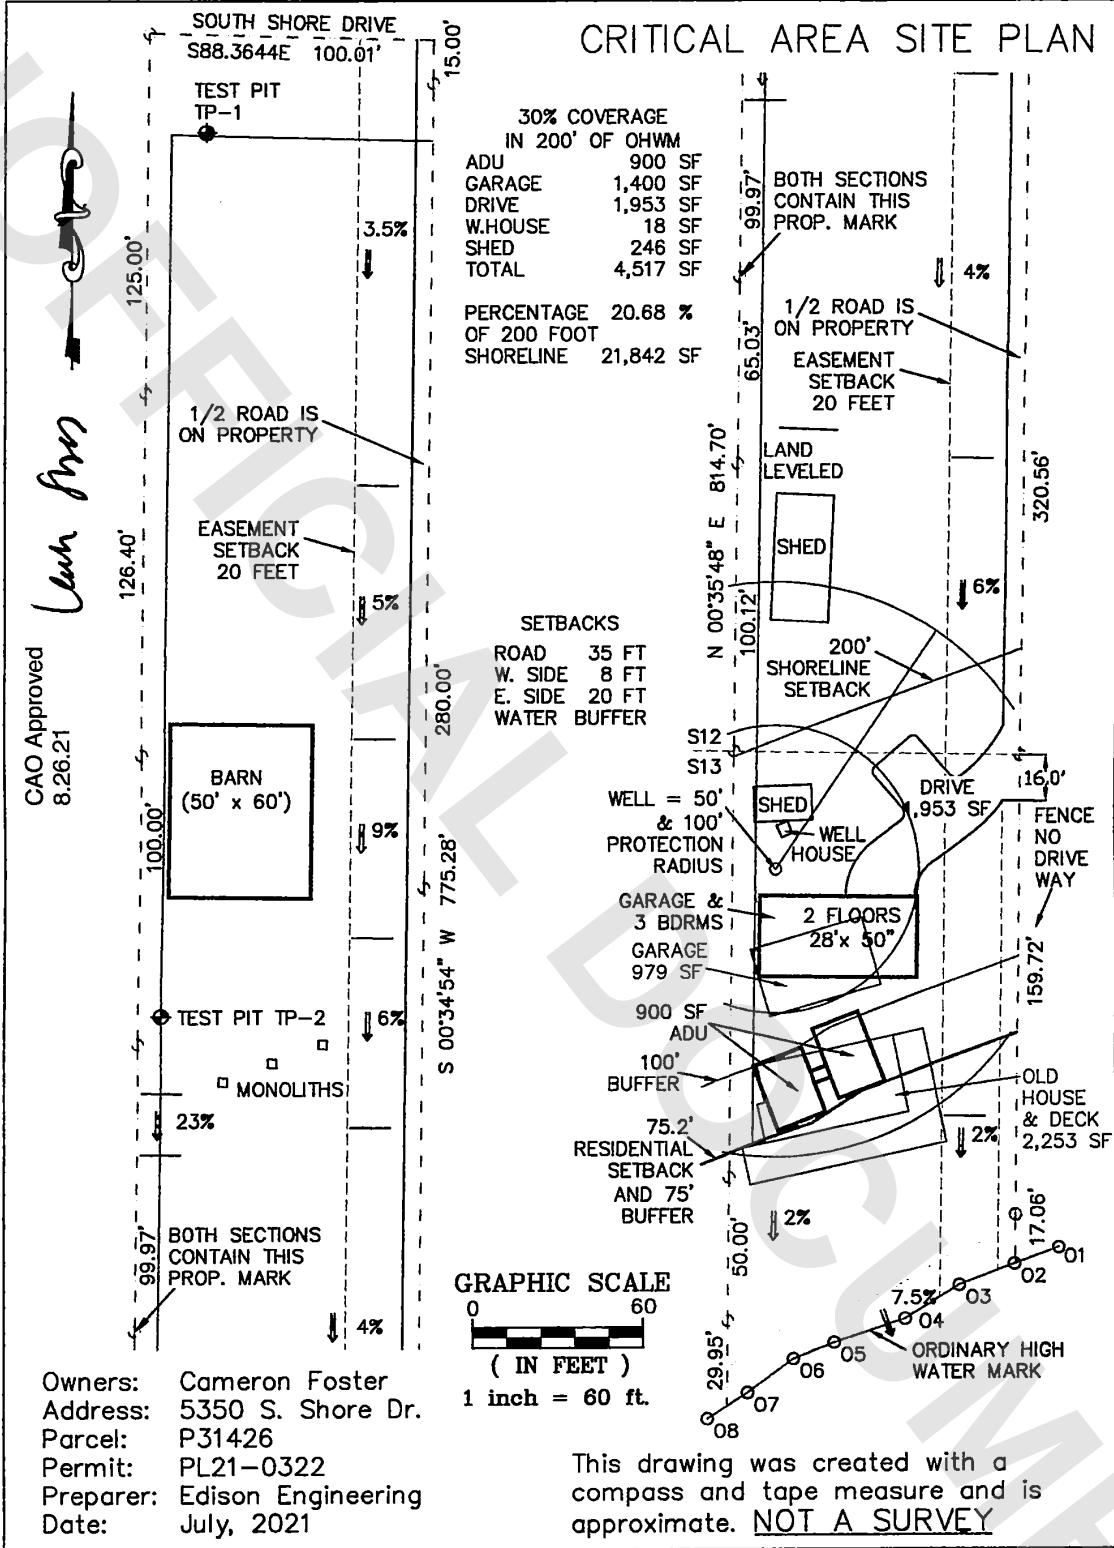 SOUTH SHORE DRIVE
S88.3644E 100.01'
15.00'
CRITICAL AREA SITE PLAN
TEST PIT
TP-1
30% COVERAGE
IN 200' OF OHWM
ADU 900 SF
GARAGE 1,400 SF
DRIVE 1,953 SF
W.HOUSE 18 SF
SHED 246 SF
TOTAL 4,517 SF
PERCENTAGE 20.68 %
OF 200 FOOT
SHORELINE 21,842 SF
125.00'
3.5%
1/2 ROAD IS
ON PROPERTY
126.40'
EASEMENT
SETBACK
20 FEET
5%
SETBACKS
ROAD 35 FT
W. SIDE 8 FT
E. SIDE 20 FT
WATER BUFFER
280.00'
CAO Approved
8.26.21
BARN
(50' x 60')
100.00'
9%
S 00°34'54" W 775.28'
TEST PIT TP-2
6%
MONOLITHS
23%
99.97'
BOTH SECTIONS
CONTAIN THIS
PROP. MARK
4%
99.97'
BOTH SECTIONS
CONTAIN THIS
PROP. MARK
4%
1/2 ROAD IS
ON PROPERTY
65.03'
EASEMENT
SETBACK
20 FEET
LAND
LEVELED
N 00°35'48" E 814.70'
320.56'
SHED
6%
100.12'
200'
SHORELINE
SETBACK
S12
S13
16.0'
DRIVE
1,953 SF
WELL = 50'
& 100'
PROTECTION
RADIUS
SHED
WELL
HOUSE
FENCE
NO
DRIVE
WAY
GARAGE &
3 BDRMS
2 FLOORS
28'x 50"
GARAGE
979 SF
159.72'
900 SF
ADU
100'
BUFFER
OLD
HOUSE
& DECK
2,253 SF
75.2'
RESIDENTIAL
SETBACK
AND 75'
BUFFER
2%
2%
50.00'
17.06'
01
02
03
7.5%
04
05
06
07
08
29.95'
ORDINARY HIGH
WATER MARK
GRAPHIC SCALE
0 60
( IN FEET )
1 inch = 60 ft.
Owners: Cameron Foster
Address: 5350 S. Shore Dr.
Parcel: P31426
Permit: PL21-0322
Preparer: Edison Engineering
Date: July, 2021
This drawing was created with a
compass and tape measure and is
approximate. NOT A SURVEY
UNOFFICIAL DOCUMENT